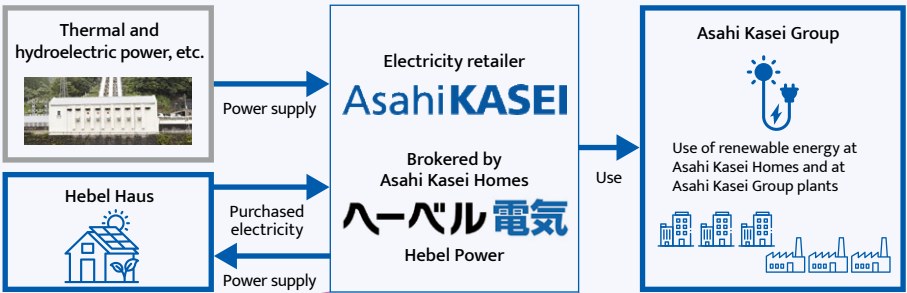 Thermal and
hydroelectric power, etc.
Power supply
Hebel Haus
Purchased
electricity
Power supply
Electricity retailer
AsahiKASEI
Brokered by
Asahi Kasei Homes
ヘーベル電気
Hebel Power
Use
Asahi Kasei Group
Use of renewable energy at
Asahi Kasei Homes and at
Asahi Kasei Group plants